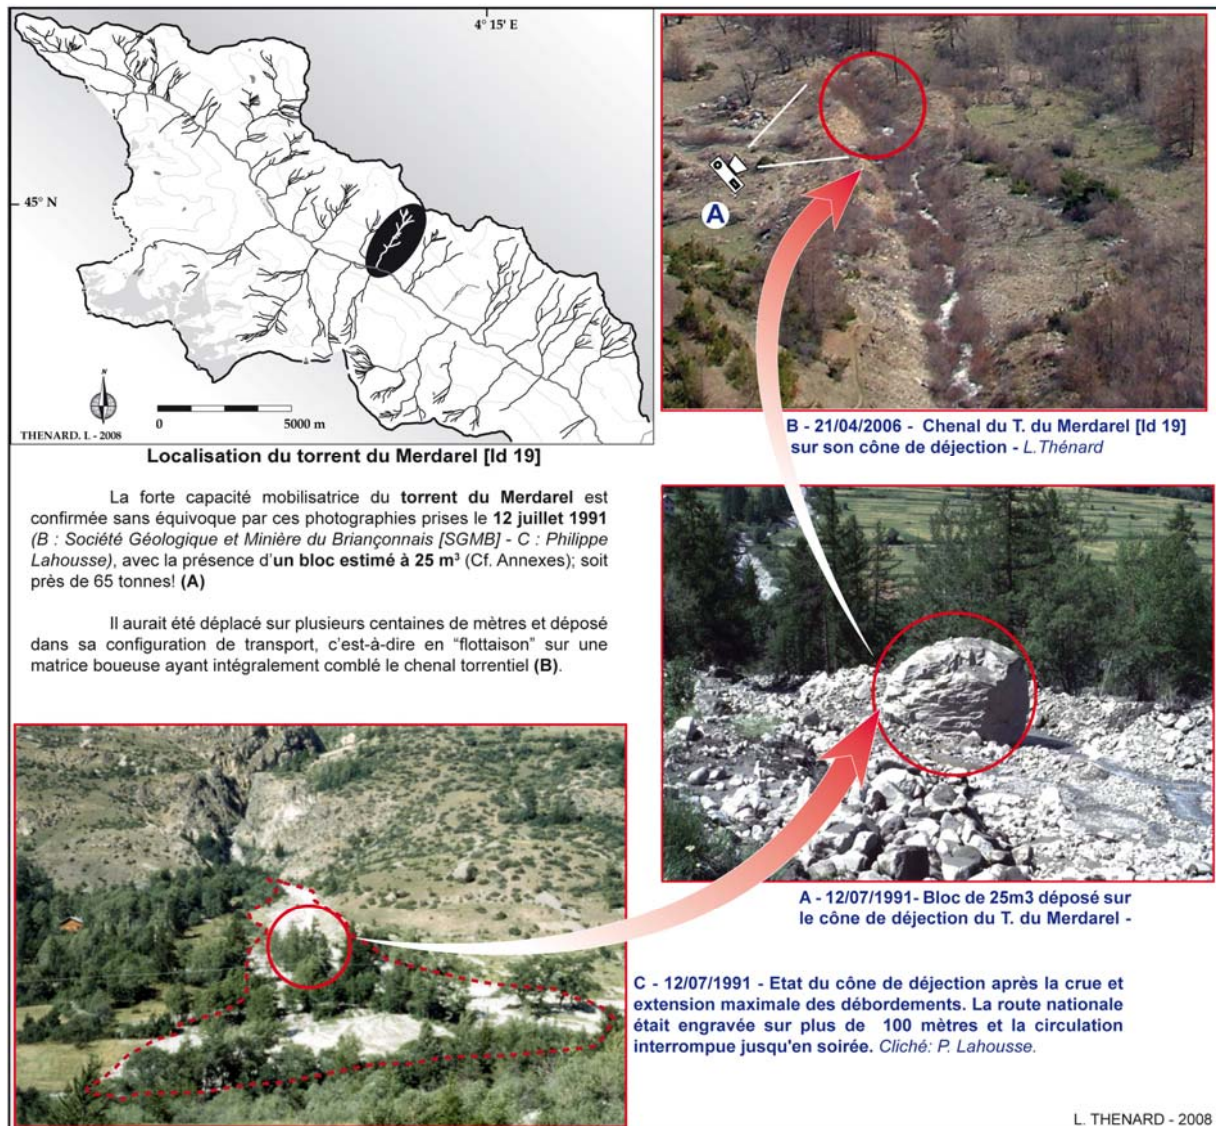 4° 15' E
45° N
N
THENARD. L - 2008
0 5000 m
Localisation du torrent du Merdarel [Id 19]
La forte capacité mobilisatrice du torrent du Merdarel est
confirmée sans équivoque par ces photographies prises le 12 juillet 1991
(B : Société Géologique et Minière du Briançonnais [SGMB] - C : Philippe
Lahousse), avec la présence d'un bloc estimé à 25 m³ (Cf. Annexes); soit
près de 65 tonnes! (A)
Il aurait été déplacé sur plusieurs centaines de mètres et déposé
dans sa configuration de transport, c'est-à-dire en "flottaison" sur une
matrice boueuse ayant intégralement comblé le chenal torrentiel (B).
A
B - 21/04/2006 - Chenal du T. du Merdarel [Id 19]
sur son cône de déjection - L.Thénard
A - 12/07/1991- Bloc de 25m3 déposé sur
le cône de déjection du T. du Merdarel -
C - 12/07/1991 - Etat du cône de déjection après la crue et
extension maximale des débordements. La route nationale
était engravée sur plus de 100 mètres et la circulation
interrompue jusqu'en soirée. Cliché: P. Lahousse.
L. THENARD - 2008